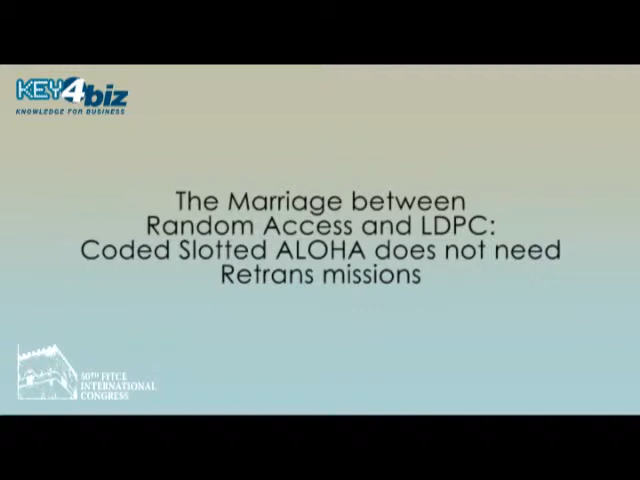 KEY4biz
KNOWLEDGE FOR BUSINESS
The Marriage between
Random Access and LDPC:
Coded Slotted ALOHA does not need
Retrans missions
50TH FITCE
INTERNATIONAL
CONGRESS